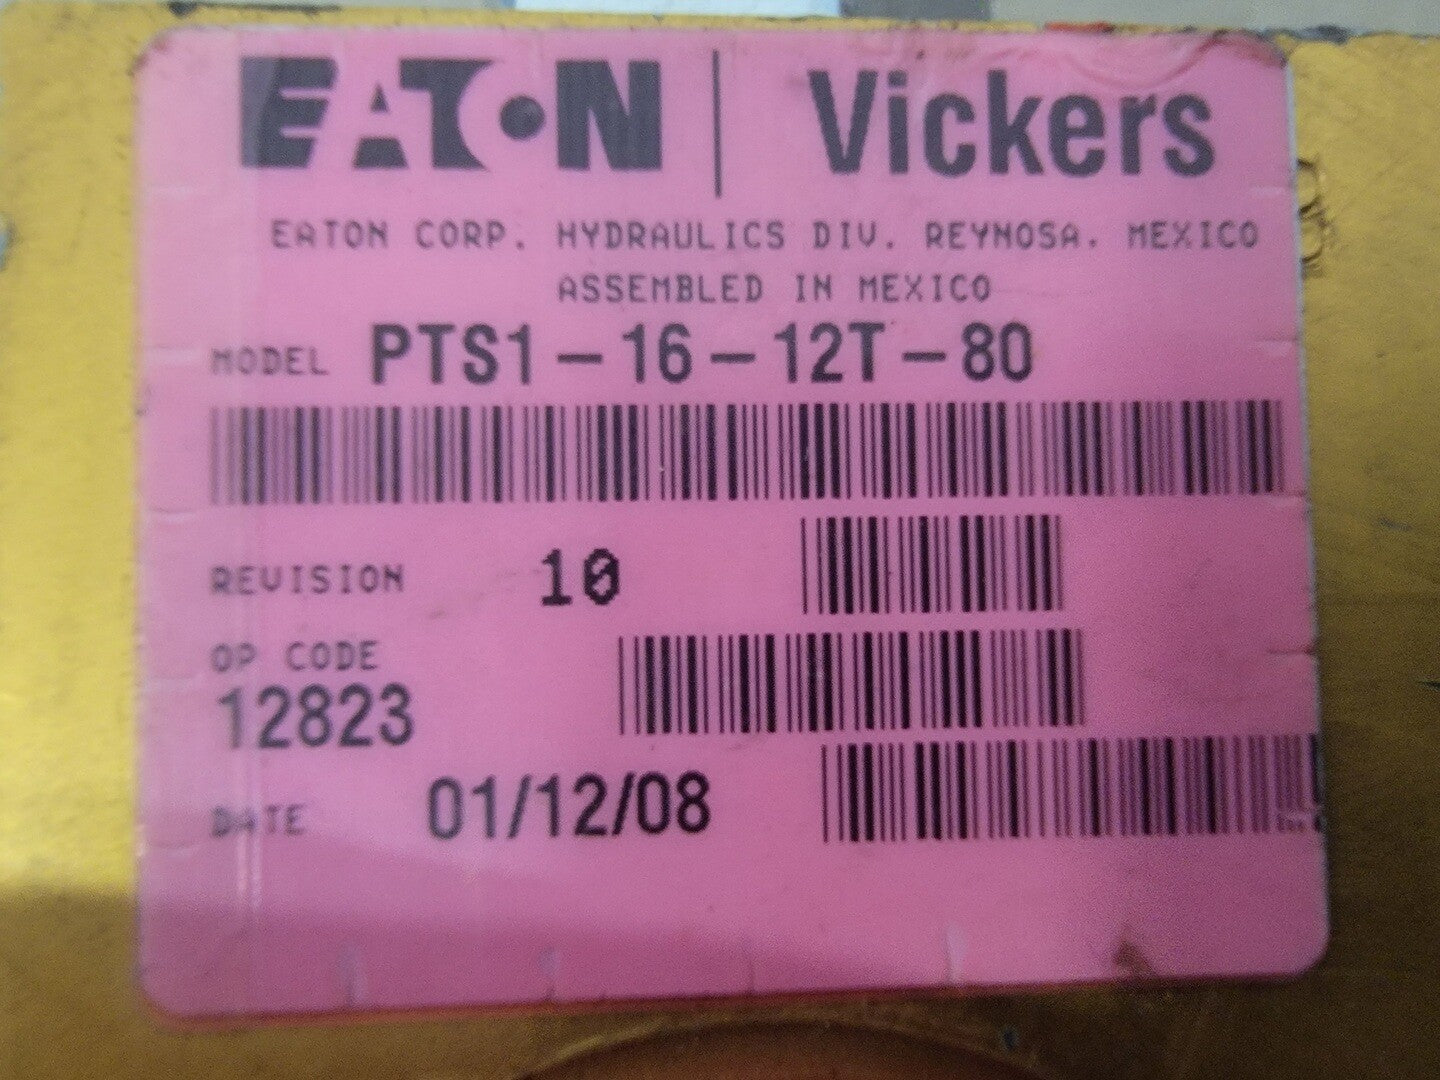 EATON | Vickers
EATON CORP. HYDRAULICS DIV. REYNOSA. MEXICO
ASSEMBLED IN MEXICO
MODEL PTS1-16-12T-80
REVISION 10
OP CODE
12823
DATE 01/12/08